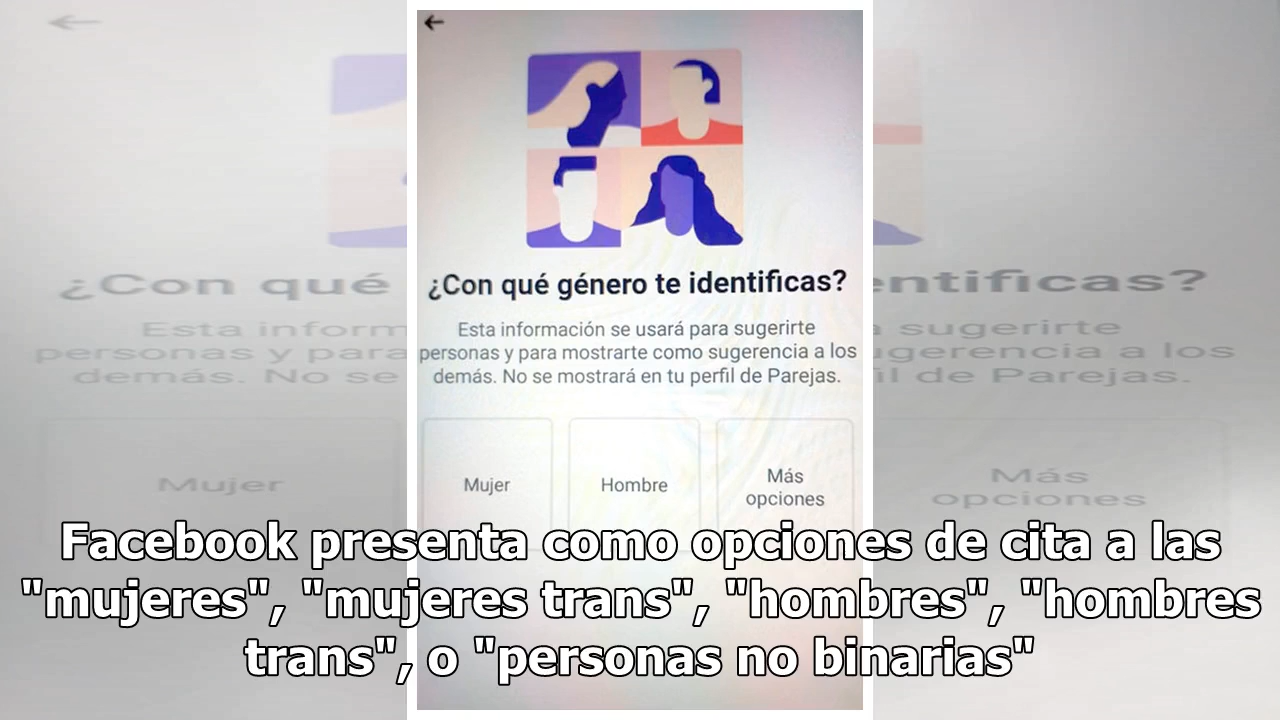 ¿Con qué género te identificas?
Esta información se usará para sugerirte
personas y para mostrarte como sugerencia a los
demás. No se mostrará en tu perfil de Parejas.
Mujer
Hombre
Más
opciones
Facebook presenta como opciones de cita a las
"mujeres", "mujeres trans", "hombres", "hombres
trans", o "personas no binarias"